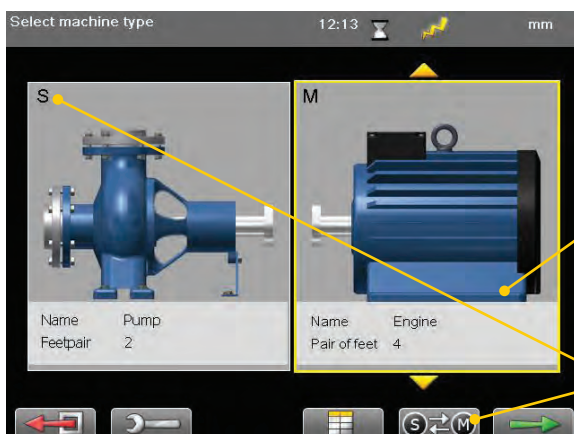 Select machine type 12:13 mm
S M
Name Pump
Feetpair 2
Name Engine
Pair of feet 4
S M